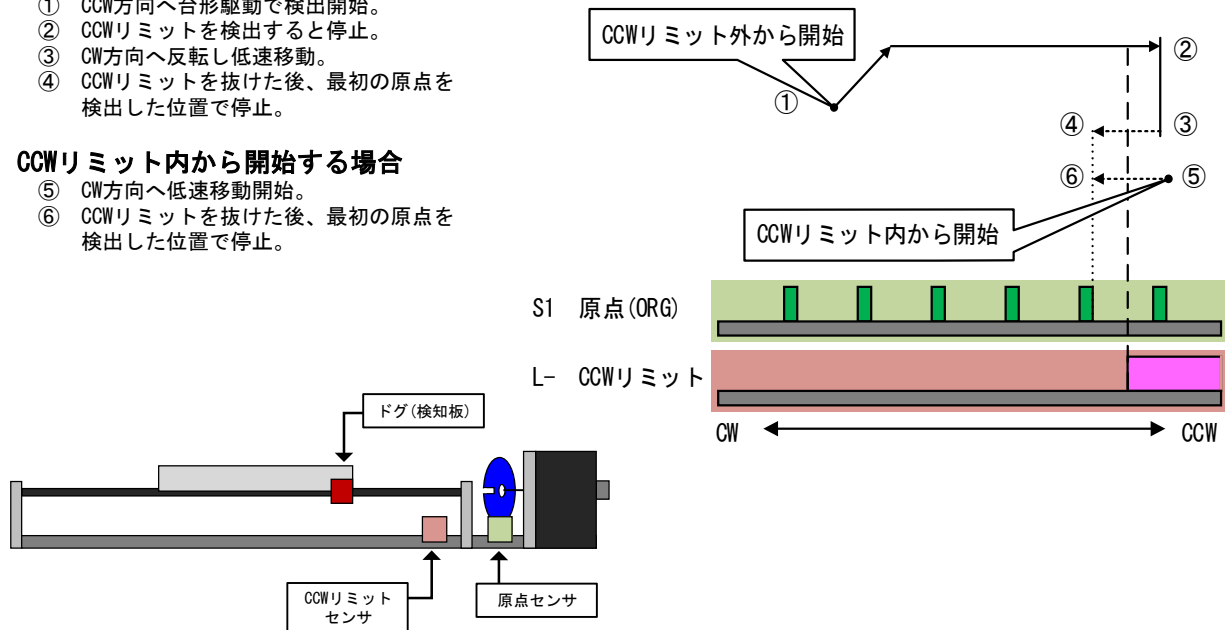 ① CCW方向へ台形駆動で検出開始。
② CCWリミットを検出すると停止。
③ CW方向へ反転し低速移動。
④ CCWリミットを抜けた後、最初の原点を
検出した位置で停止。
CCWリミット内から開始する場合
⑤ CW方向へ低速移動開始。
⑥ CCWリミットを抜けた後、最初の原点を
検出した位置で停止。
CCWリミット外から開始
①
②
④
③
⑥
⑤
CCWリミット内から開始
S1 原点(ORG)
L- CCWリミット
CW
CCW
ドグ(検知板)
CCWリミット
センサ
原点センサ